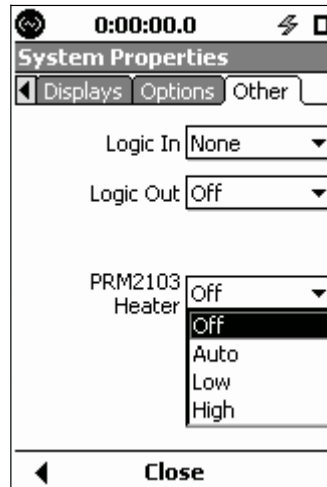 0:00:00.0
System Properties
Displays Options Other
Logic In None
Logic Out Off
PRM2103
Heater Off
Off
Auto
Low
High
Close